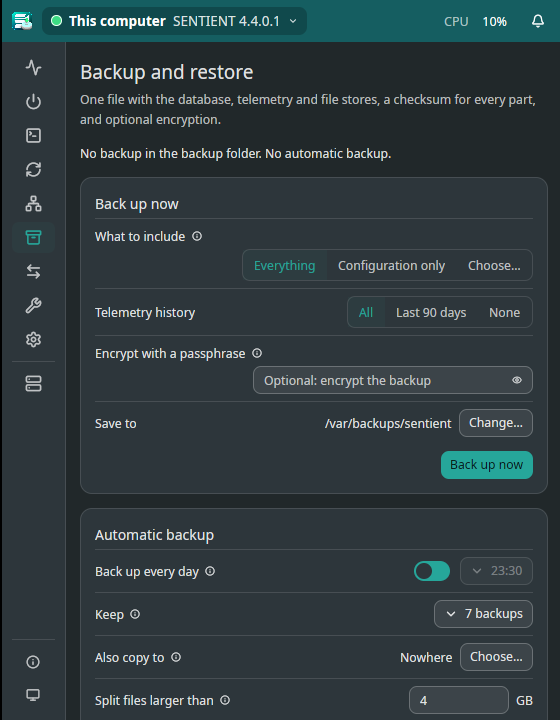 This computer SENTIENT 4.4.0.1 CPU 10%
Backup and restore
One file with the database, telemetry and file stores, a checksum for every part,
and optional encryption.
No backup in the backup folder. No automatic backup.
Back up now
What to include
Everything Configuration only Choose...
Telemetry history All Last 90 days None
Encrypt with a passphrase
Optional: encrypt the backup
Save to /var/backups/sentient Change...
Back up now
Automatic backup
Back up every day 23:30
Keep 7 backups
Also copy to Nowhere Choose...
Split files larger than 4 GB